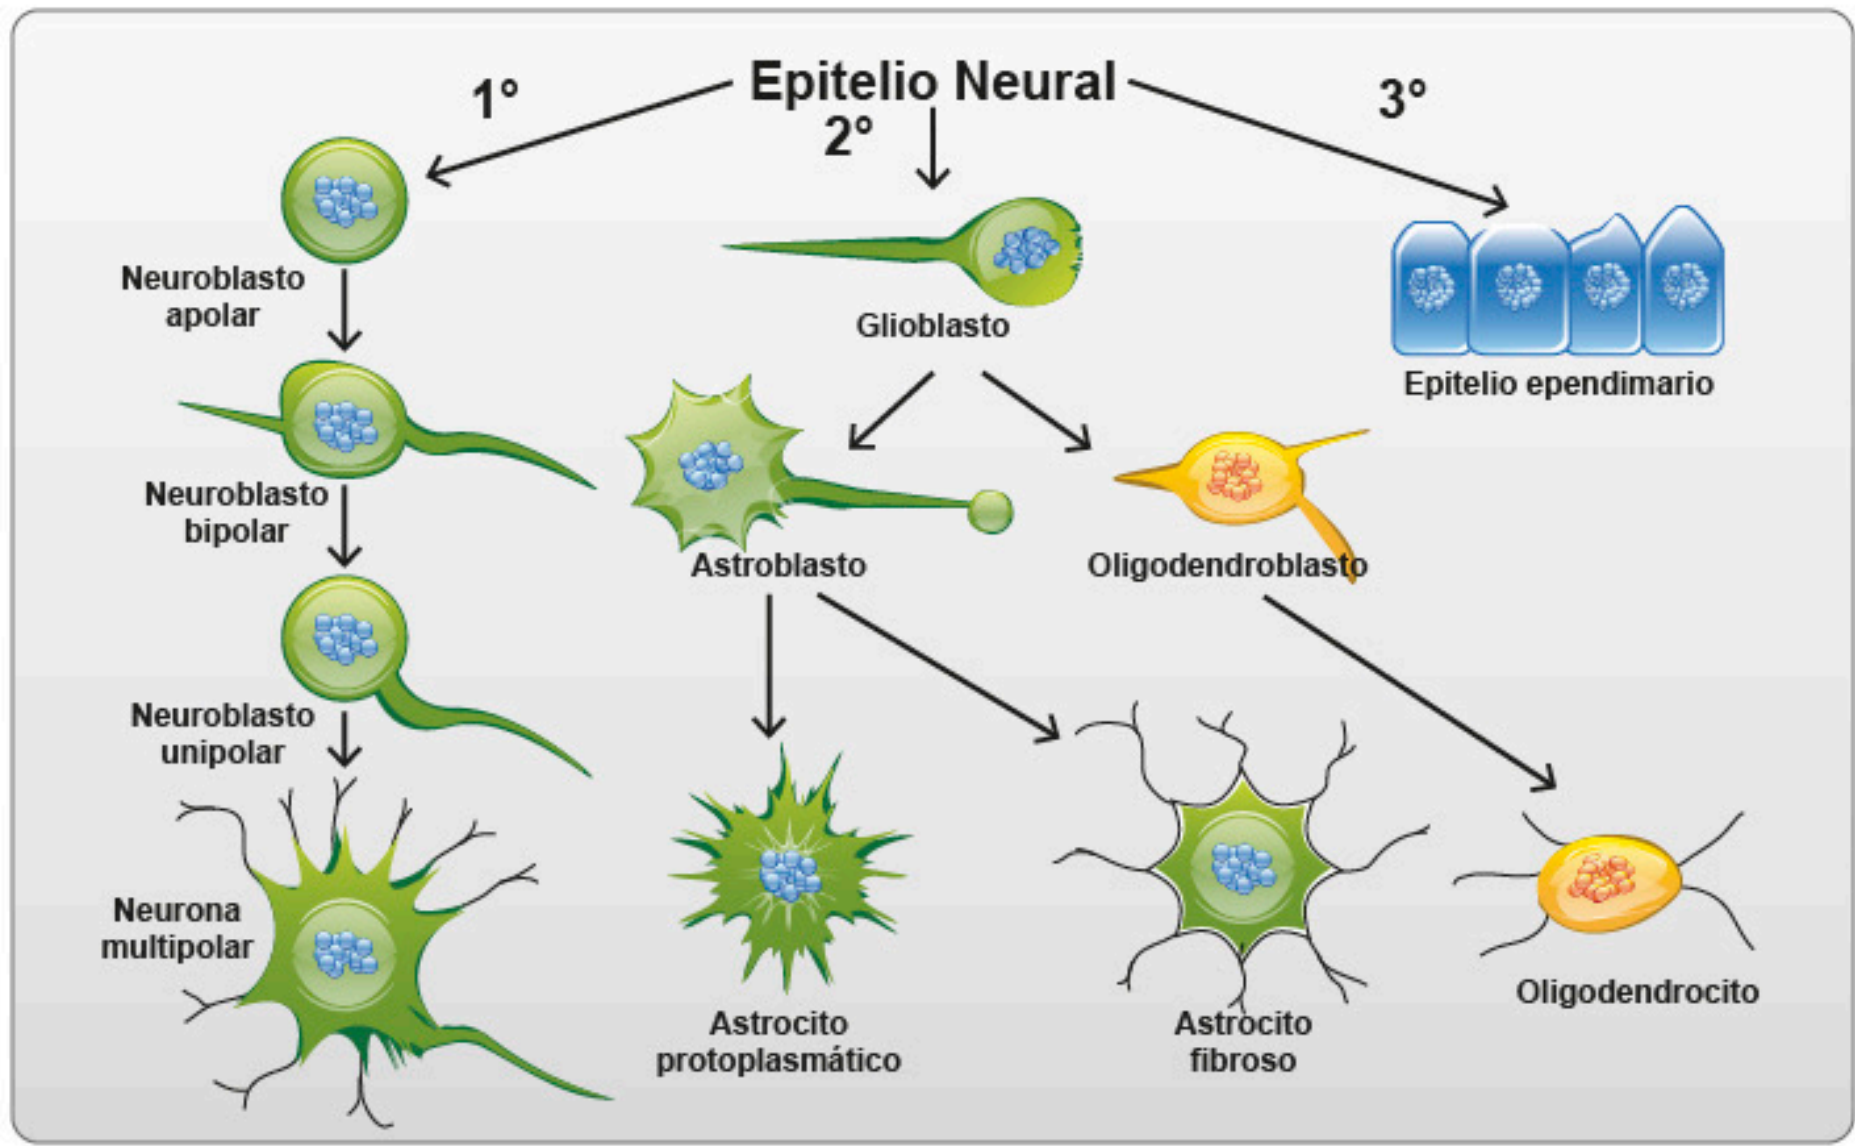 Epitelio Neural
1°
2°
3°
Neuroblasto
apolar
Neuroblasto
bipolar
Neuroblasto
unipolar
Neurona
multipolar
Glioblasto
Astroblasto
Oligodendroblasto
Astrocito
protoplasmático
Astrocito
fibroso
Oligodendrocito
Epitelio ependimario